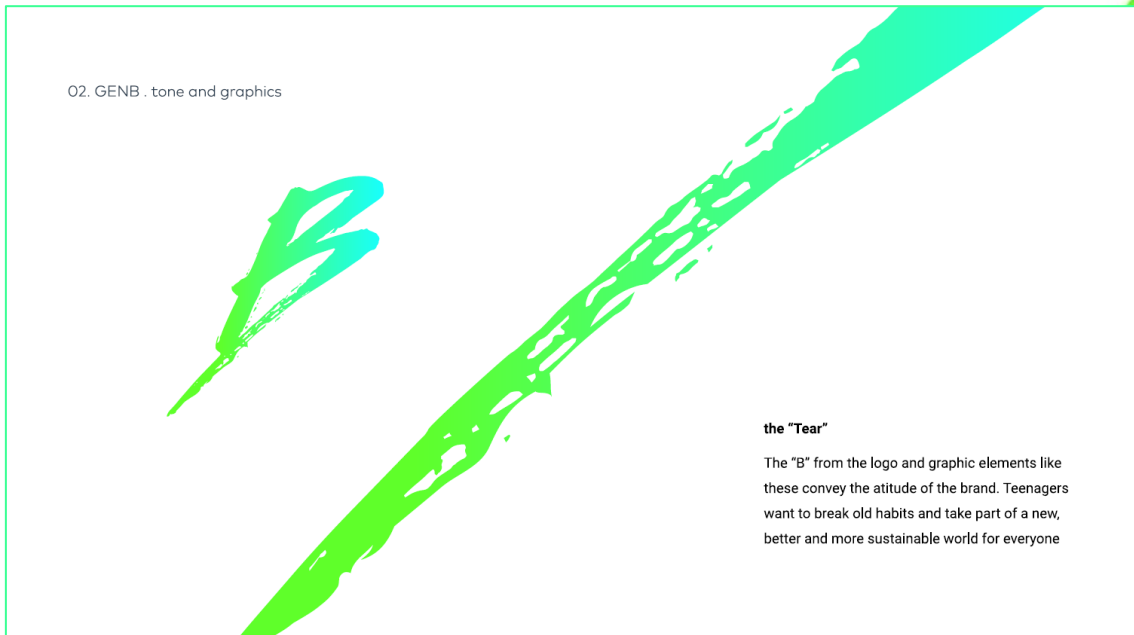 02. GENB . tone and graphics
B
the “Tear”
The “B” from the logo and graphic elements like
these convey the atitude of the brand. Teenagers
want to break old habits and take part of a new,
better and more sustainable world for everyone